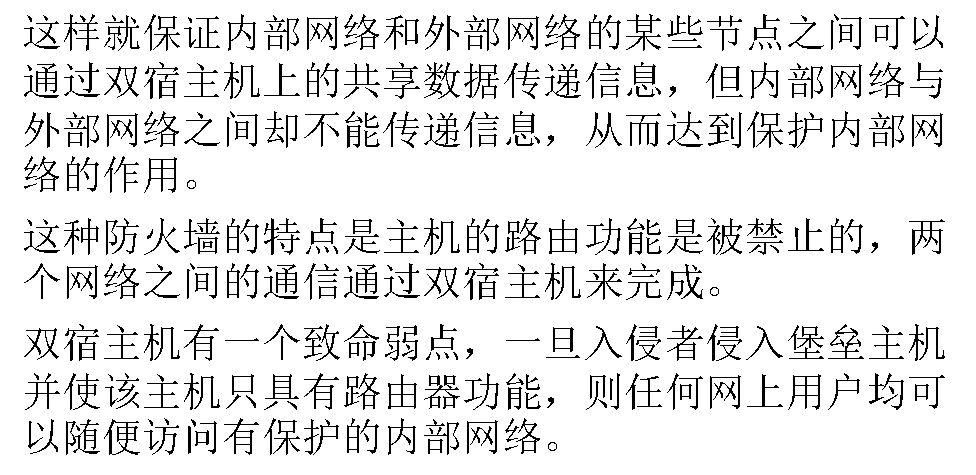 这样就保证内部网络和外部网络的某些节点之间可以
通过双宿主机上的共享数据传递信息，但内部网络与
外部网络之间却不能传递信息，从而达到保护内部网
络的作用。
这种防火墙的特点是主机的路由功能是被禁止的，两
个网络之间的通信通过双宿主机来完成。
双宿主机有一个致命弱点，一旦入侵者侵入堡垒主机
并使该主机只具有路由器功能，则任何网上用户均可
以随便访问有保护的内部网络。